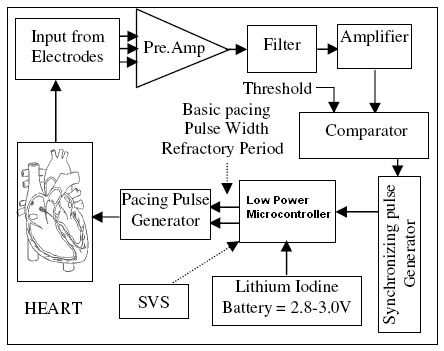 Input from
Electrodes
Pre.Amp
Filter
Amplifier
Threshold
Comparator
Basic pacing
Pulse Width
Refractory Period
Pacing Pulse
Generator
Low Power
Microcontroller
Synchronizing pulse
Generator
HEART
SVS
Lithium Iodine
Battery = 2.8-3.0V